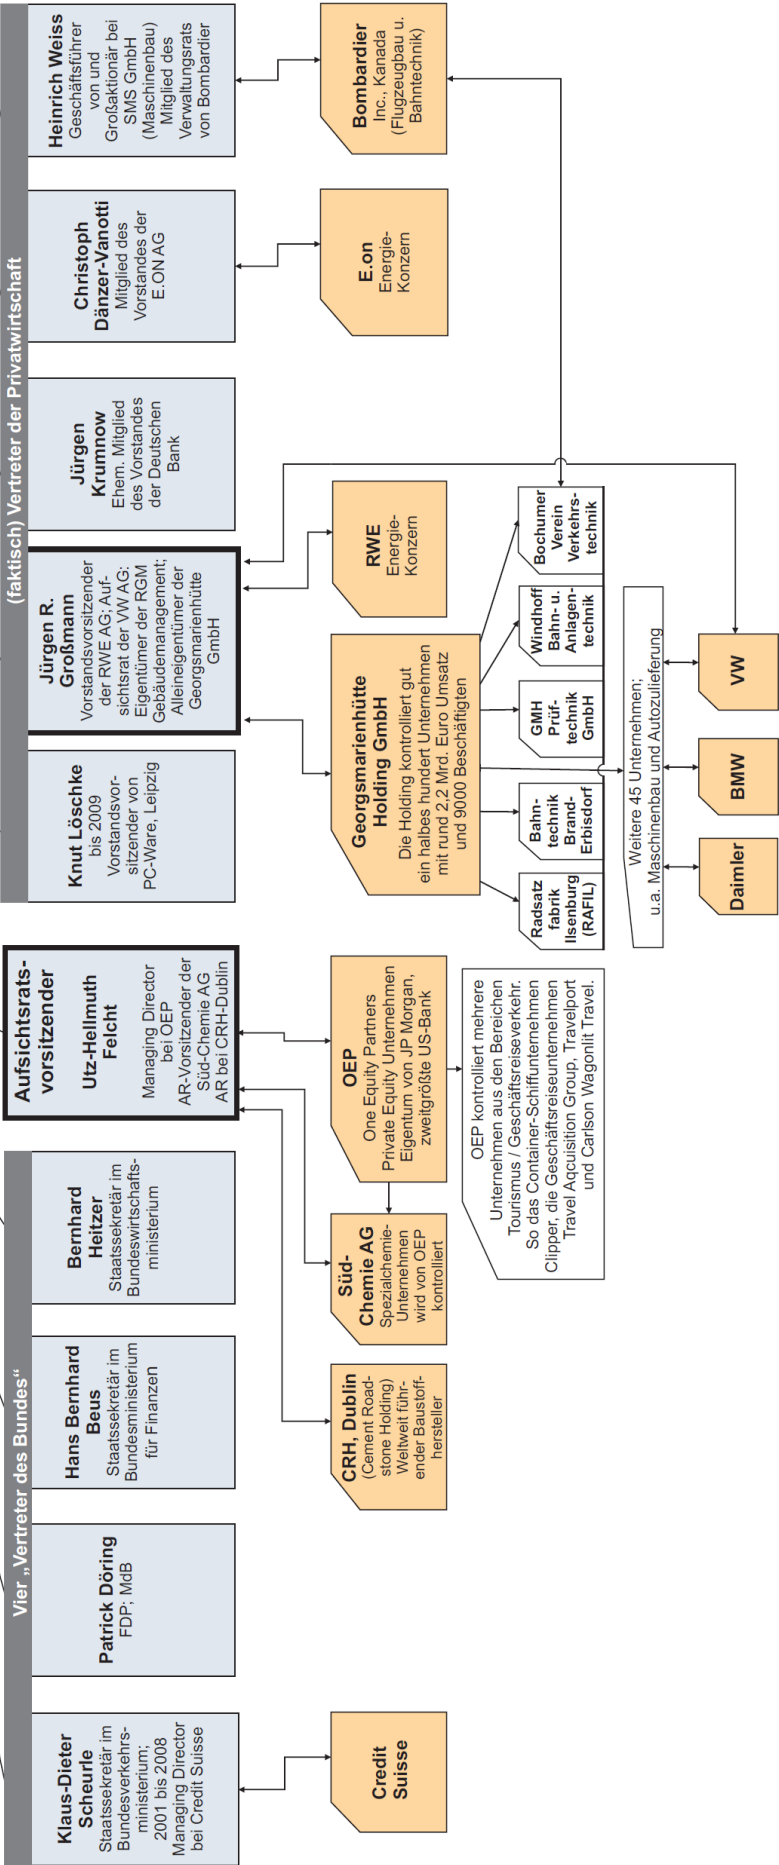 Vier „Vertreter des Bundes“
(faktisch) Vertreter der Privatwirtschaft
Klaus-Dieter
Scheurle
Staatssekretär im
Bundesverkehrs-
ministerium;
2001 bis 2008
Managing Director
bei Credit Suisse
Patrick Döring
FDP; MdB
Hans Bernhard
Beus
Staatssekretär im
Bundesministerium
für Finanzen
Bernhard
Heitzer
Staatssekretär im
Bundeswirtschafts-
ministerium
Aufsichtsrats-
vorsitzender
Utz-Hellmuth
Felcht
Managing Director
bei OEP
AR-Vorsitzender der
Süd-Chemie AG
AR bei CRH-Dublin
Knut Löschke
bis 2009
Vorstandsvor-
sitzender von
PC-Ware, Leipzig
Jürgen R.
Großmann
Vorstandsvorsitzender
der RWE AG; Auf-
sichtsrat der VW AG:
Eigentümer der RGM
Gebäudemanagement;
Alleineigentümer der
Georgsmarienhütte
GmbH
Jürgen
Krumnow
Ehem. Mitglied
des Vorstandes
der Deutschen
Bank
Christoph
Dänzer-Vanotti
Mitglied des
Vorstandes der
E.ON AG
Heinrich Weiss
Geschäftsführer
von und
Großaktionär bei
SMS GmbH
(Maschinenbau)
Mitglied des
Verwaltungsrats
von Bombardier
Credit
Suisse
CRH, Dublin
(Cement Road-
stone Holding)
Weltweit führ-
ender Baustoff-
hersteller
Süd-
Chemie AG
Spezialchemie-
Unternehmen
wird von OEP
kontrolliert
OEP
One Equity Partners
Private Equity Unternehmen
Eigentum von JP Morgan,
zweitgrößte US-Bank
Georgsmarienhütte
Holding GmbH
Die Holding kontrolliert gut
ein halbes hundert Unternehmen
mit rund 2,2 Mrd. Euro Umsatz
und 9000 Beschäftigten
RWE
Energie-
Konzern
E.on
Energie-
Konzern
Bombardier
Inc., Kanada
(Flugzeugbau u.
Bahntechnik)
OEP kontrolliert mehrere
Unternehmen aus den Bereichen
Tourismus / Geschäftsreiseverkehr.
So das Container-Schiffunternehmen
Clipper, die Geschäftsreiseunternehmen
Travel Aqcuisition Group, Travelport
und Carlson Wagonlit Travel.
Radsatz
fabrik
Ilsenburg
(RAFIL)
Bahn-
technik
Brand-
Erbisdorf
GMH
Prüf-
technik
GmbH
Windhoff
Bahn- u.
Anlagen-
technik
Bochumer
Verein
Verkehrs-
technik
Weitere 45 Unternehmen;
u.a. Maschinenbau und Autozulieferung
Daimler
BMW
VW